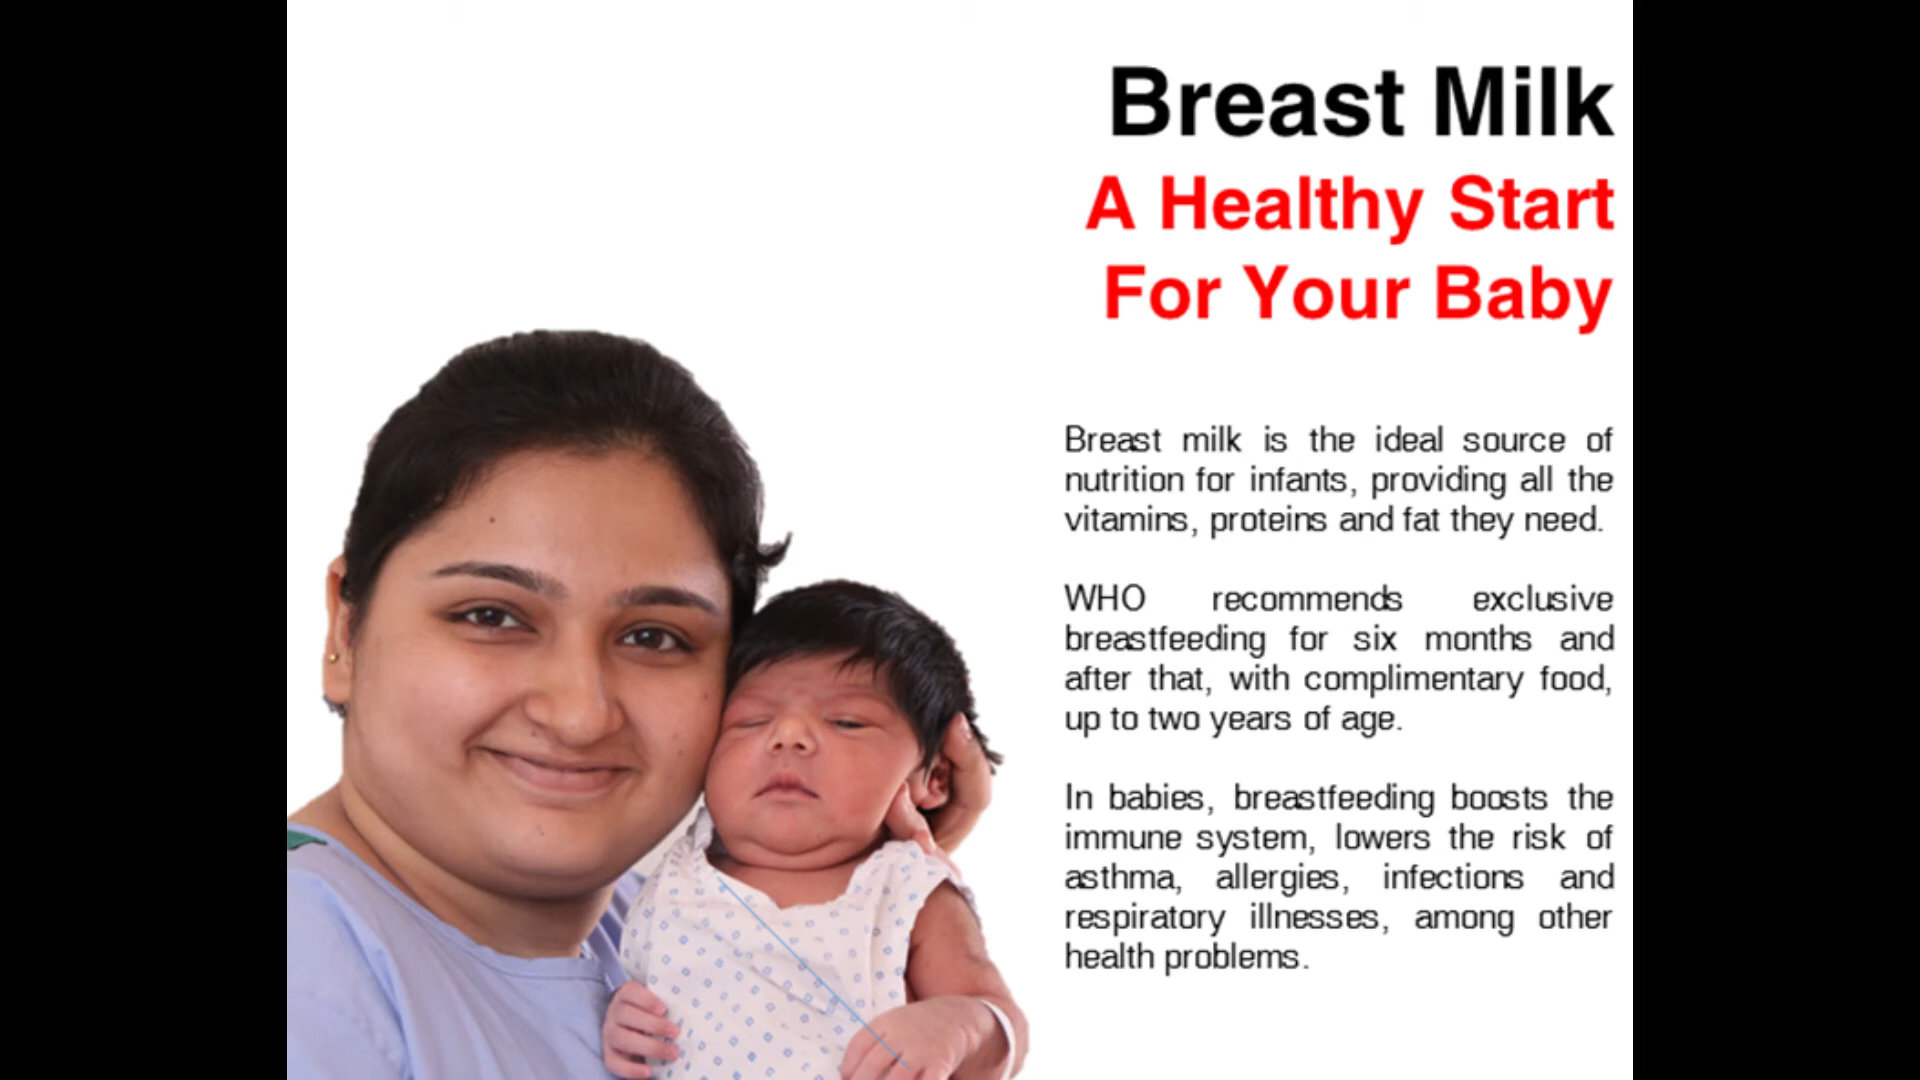 Breast Milk
A Healthy Start
For Your Baby
Breast milk is the ideal source of
nutrition for infants, providing all the
vitamins, proteins and fat they need.
WHO recommends exclusive
breastfeeding for six months and
after that, with complimentary food,
up to two years of age.
In babies, breastfeeding boosts the
immune system, lowers the risk of
asthma, allergies, infections and
respiratory illnesses, among other
health problems.